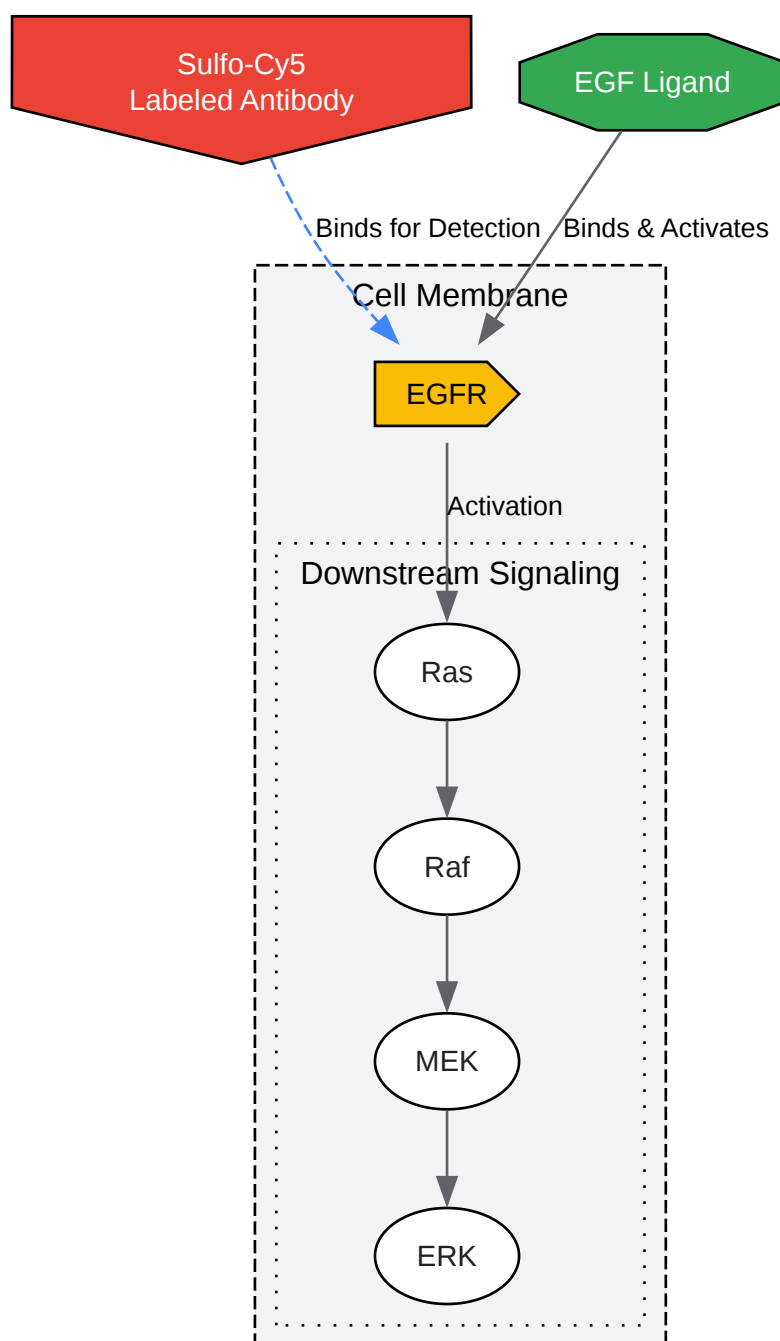 Sulfo-Cy5
Labeled Antibody
EGF Ligand
Binds for Detection
Binds & Activates
Cell Membrane
EGFR
Activation
Downstream Signaling
Ras
Raf
MEK
ERK